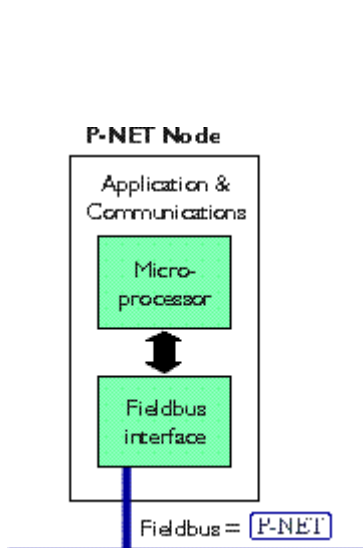 P-NET Node
Application &
Communications
Micro-
processor
Fieldbus
interface
Fieldbus = P-NET